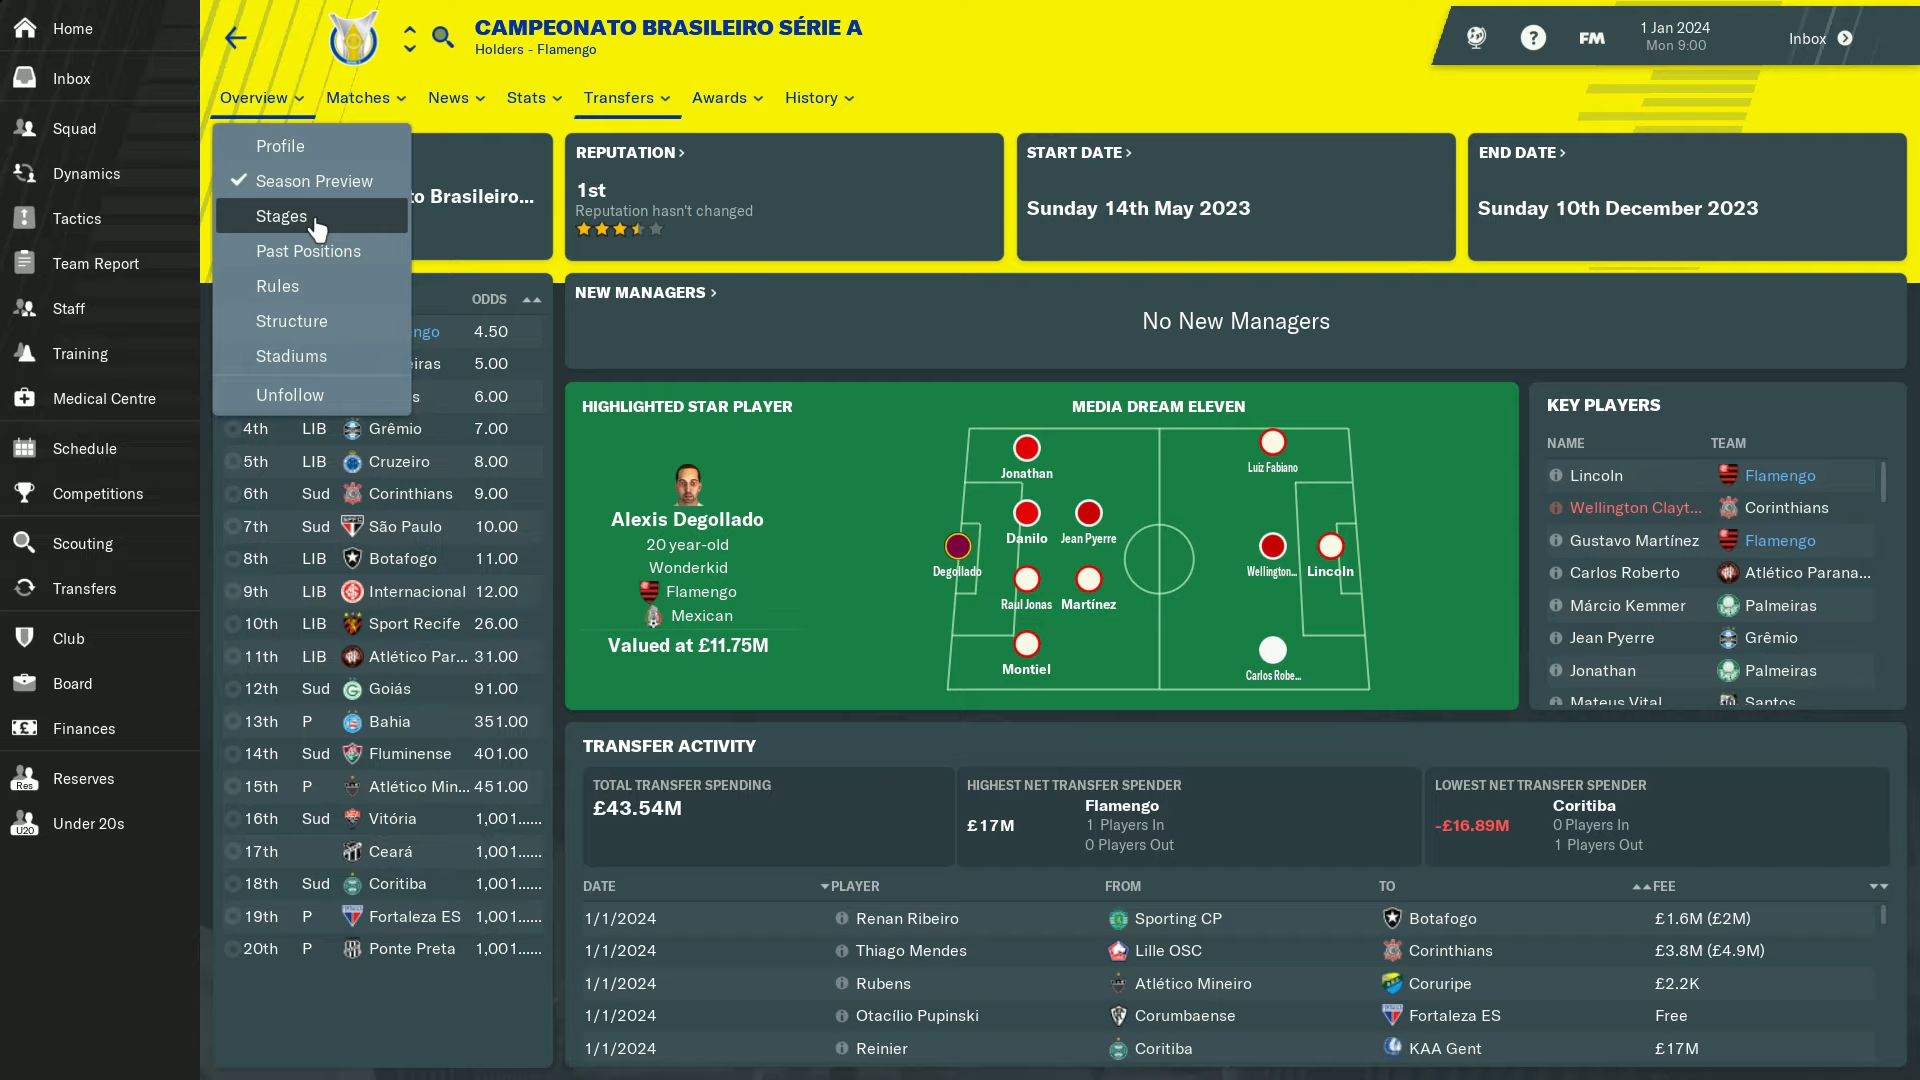 Home
Inbox
Squad
Dynamics
Tactics
Team Report
Staff
Training
Medical Centre
Schedule
Competitions
Scouting
Transfers
Club
Board
Finances
Res
Reserves
U20
Under 20s
CAMPEONATO BRASILEIRO SÉRIE A
Holders - Flamengo
?
FM
1 Jan 2024
Mon 9:00
Inbox
Overview
Matches
News
Stats
Transfers
Awards
History
Profile
Season Preview
Stages
Past Positions
Rules
Structure
Stadiums
Unfollow
to Brasileiro...
REPUTATION >
1st
Reputation hasn't changed
START DATE >
Sunday 14th May 2023
END DATE >
Sunday 10th December 2023
ODDS
ngo 4.50
eiras 5.00
s 6.00
4th LIB Grêmio 7.00
5th LIB Cruzeiro 8.00
6th Sud Corinthians 9.00
7th Sud São Paulo 10.00
8th LIB Botafogo 11.00
9th LIB Internacional 12.00
10th LIB Sport Recife 26.00
11th LIB Atlético Par... 31.00
12th Sud Goiás 91.00
13th P Bahia 351.00
14th Sud Fluminense 401.00
15th P Atlético Min... 451.00
16th Sud Vitória 1,001......
17th Ceará 1,001......
18th Sud Coritiba 1,001......
19th P Fortaleza ES 1,001......
20th P Ponte Preta 1,001......
NEW MANAGERS >
No New Managers
HIGHLIGHTED STAR PLAYER
Alexis Degollado
20 year-old
Wonderkid
Flamengo
Mexican
Valued at £11.75M
MEDIA DREAM ELEVEN
Jonathan
Luiz Fabiano
Danilo
Jean Pyerre
Degollado
Wellington...
Lincoln
Raul Jonas
Martínez
Montiel
Carlos Robe...
KEY PLAYERS
NAME TEAM
Lincoln Flamengo
Wellington Clayt... Corinthians
Gustavo Martínez Flamengo
Carlos Roberto Atlético Parana...
Márcio Kemmer Palmeiras
Jean Pyerre Grêmio
Jonathan Palmeiras
Mateus Vital Santos
TRANSFER ACTIVITY
TOTAL TRANSFER SPENDING
£43.54M
HIGHEST NET TRANSFER SPENDER
Flamengo
£17M
1 Players In
0 Players Out
LOWEST NET TRANSFER SPENDER
Coritiba
-£16.89M
0 Players In
1 Players Out
DATE PLAYER FROM TO FEE
1/1/2024 Renan Ribeiro Sporting CP Botafogo £1.6M (£2M)
1/1/2024 Thiago Mendes Lille OSC Corinthians £3.8M (£4.9M)
1/1/2024 Rubens Atlético Mineiro Coruripe £2.2K
1/1/2024 Otacílio Pupinski Corumbaense Fortaleza ES Free
1/1/2024 Reinier Coritiba KAA Gent £17M